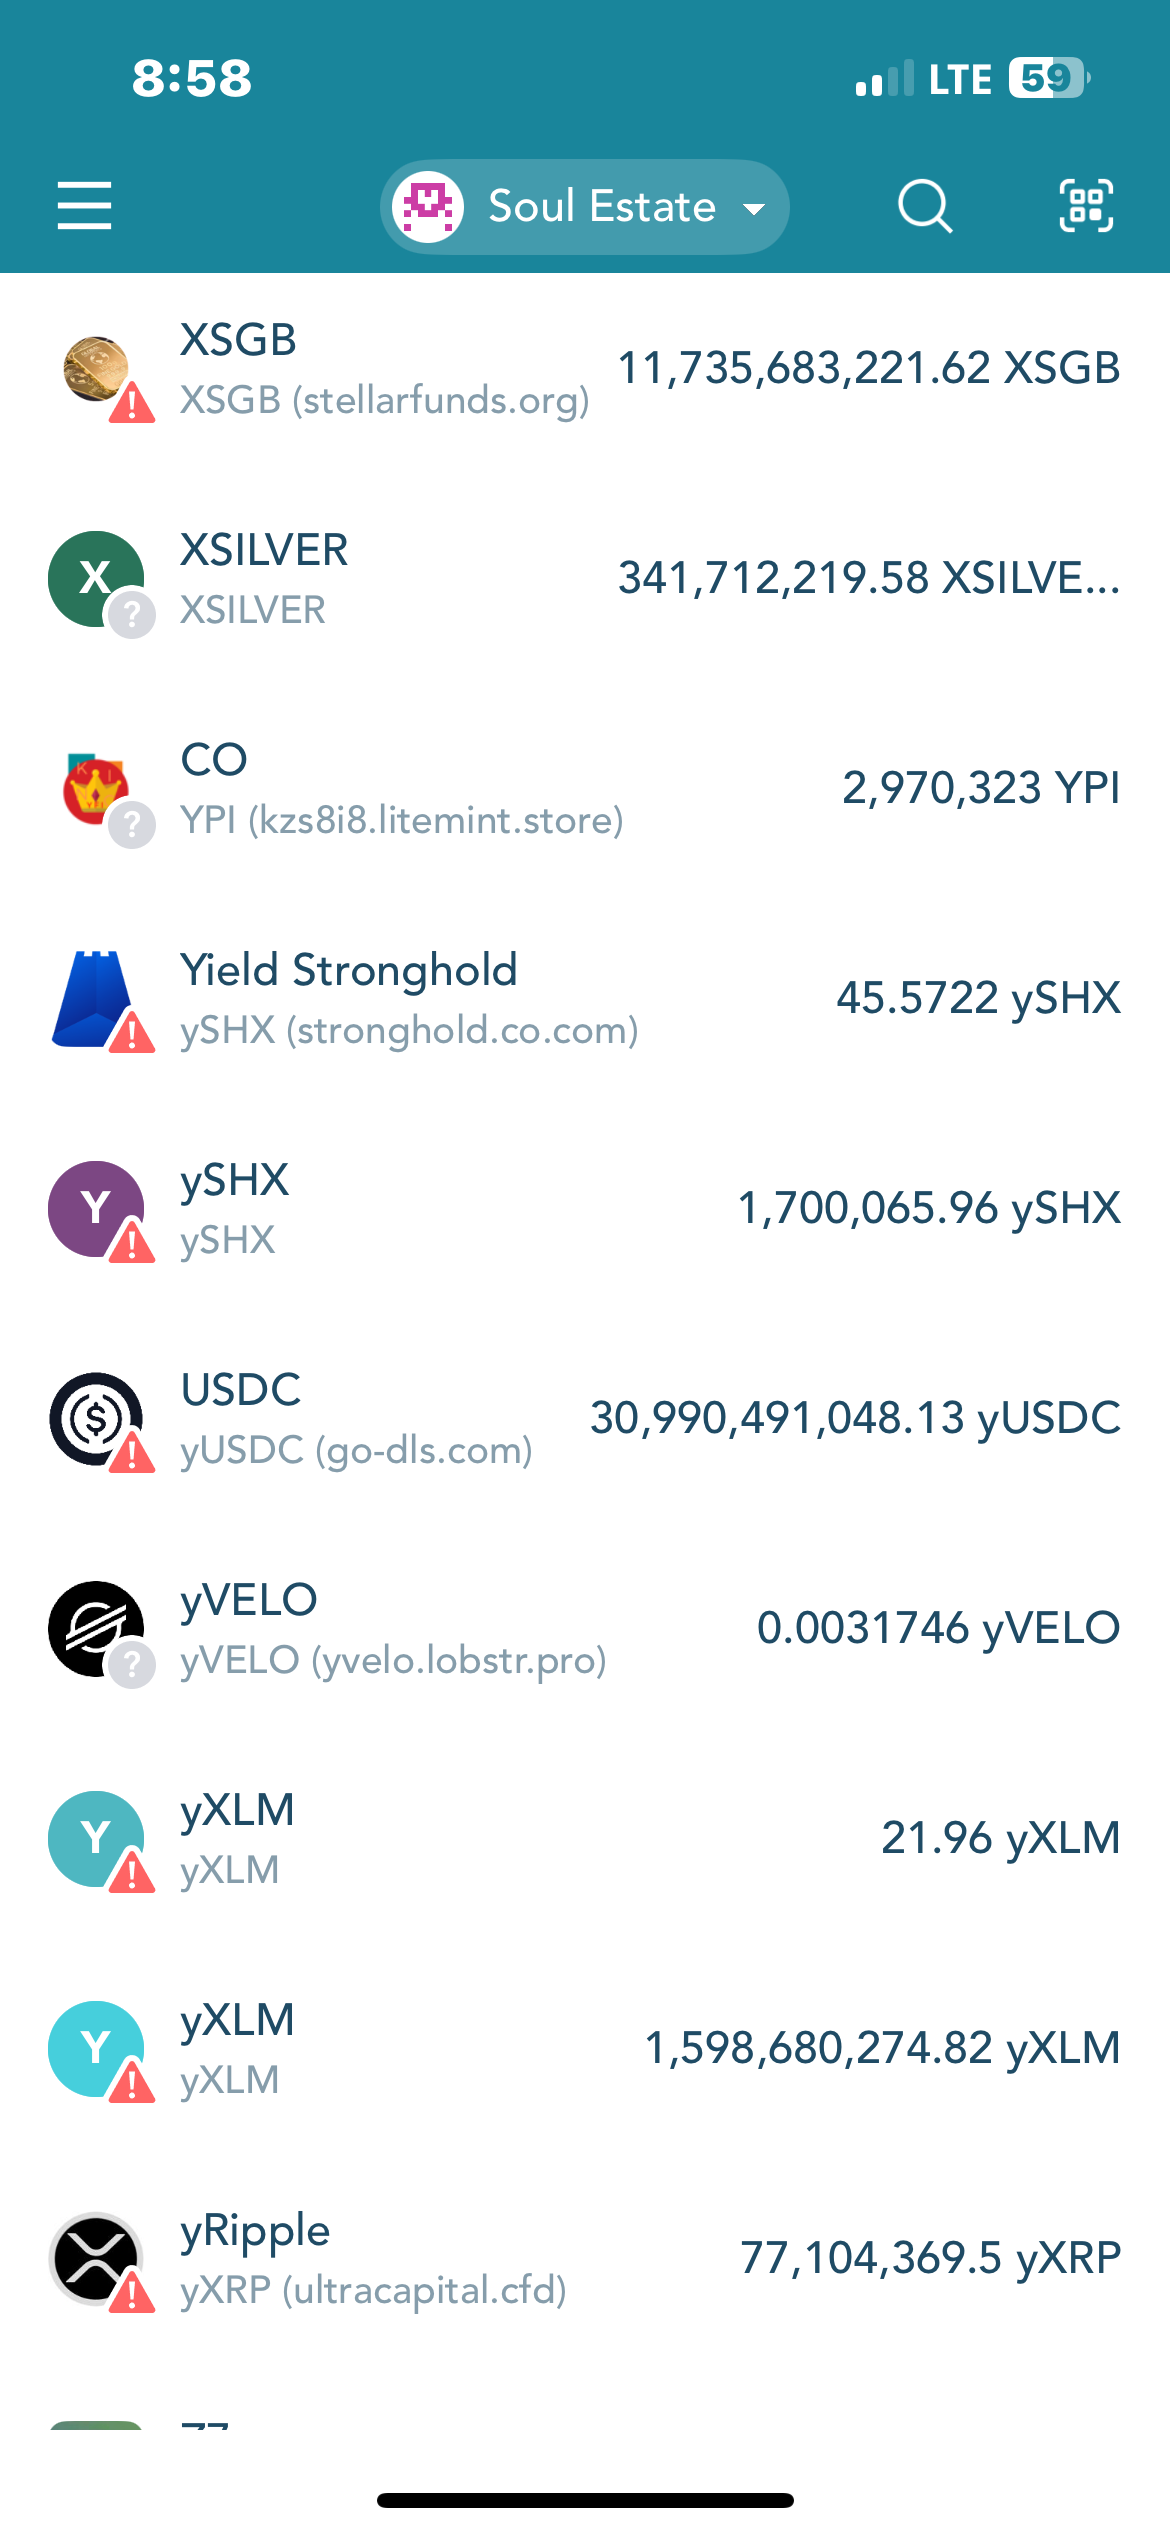 8:58
LTE 59
Soul Estate
XSGB
XSGB (stellarfunds.org)
11,735,683,221.62 XSGB
X
?
XSILVER
XSILVER
341,712,219.58 XSILVE...
K I
?
CO
YPI (kzs8i8.litemint.store)
2,970,323 YPI
Yield Stronghold
ySHX (stronghold.co.com)
45.5722 ySHX
Y
ySHX
ySHX
1,700,065.96 ySHX
$
USDC
yUSDC (go-dls.com)
30,990,491,048.13 yUSDC
?
yVELO
yVELO (yvelo.lobstr.pro)
0.0031746 yVELO
Y
yXLM
yXLM
21.96 yXLM
Y
yXLM
yXLM
1,598,680,274.82 yXLM
yRipple
yXRP (ultracapital.cfd)
77,104,369.5 yXRP